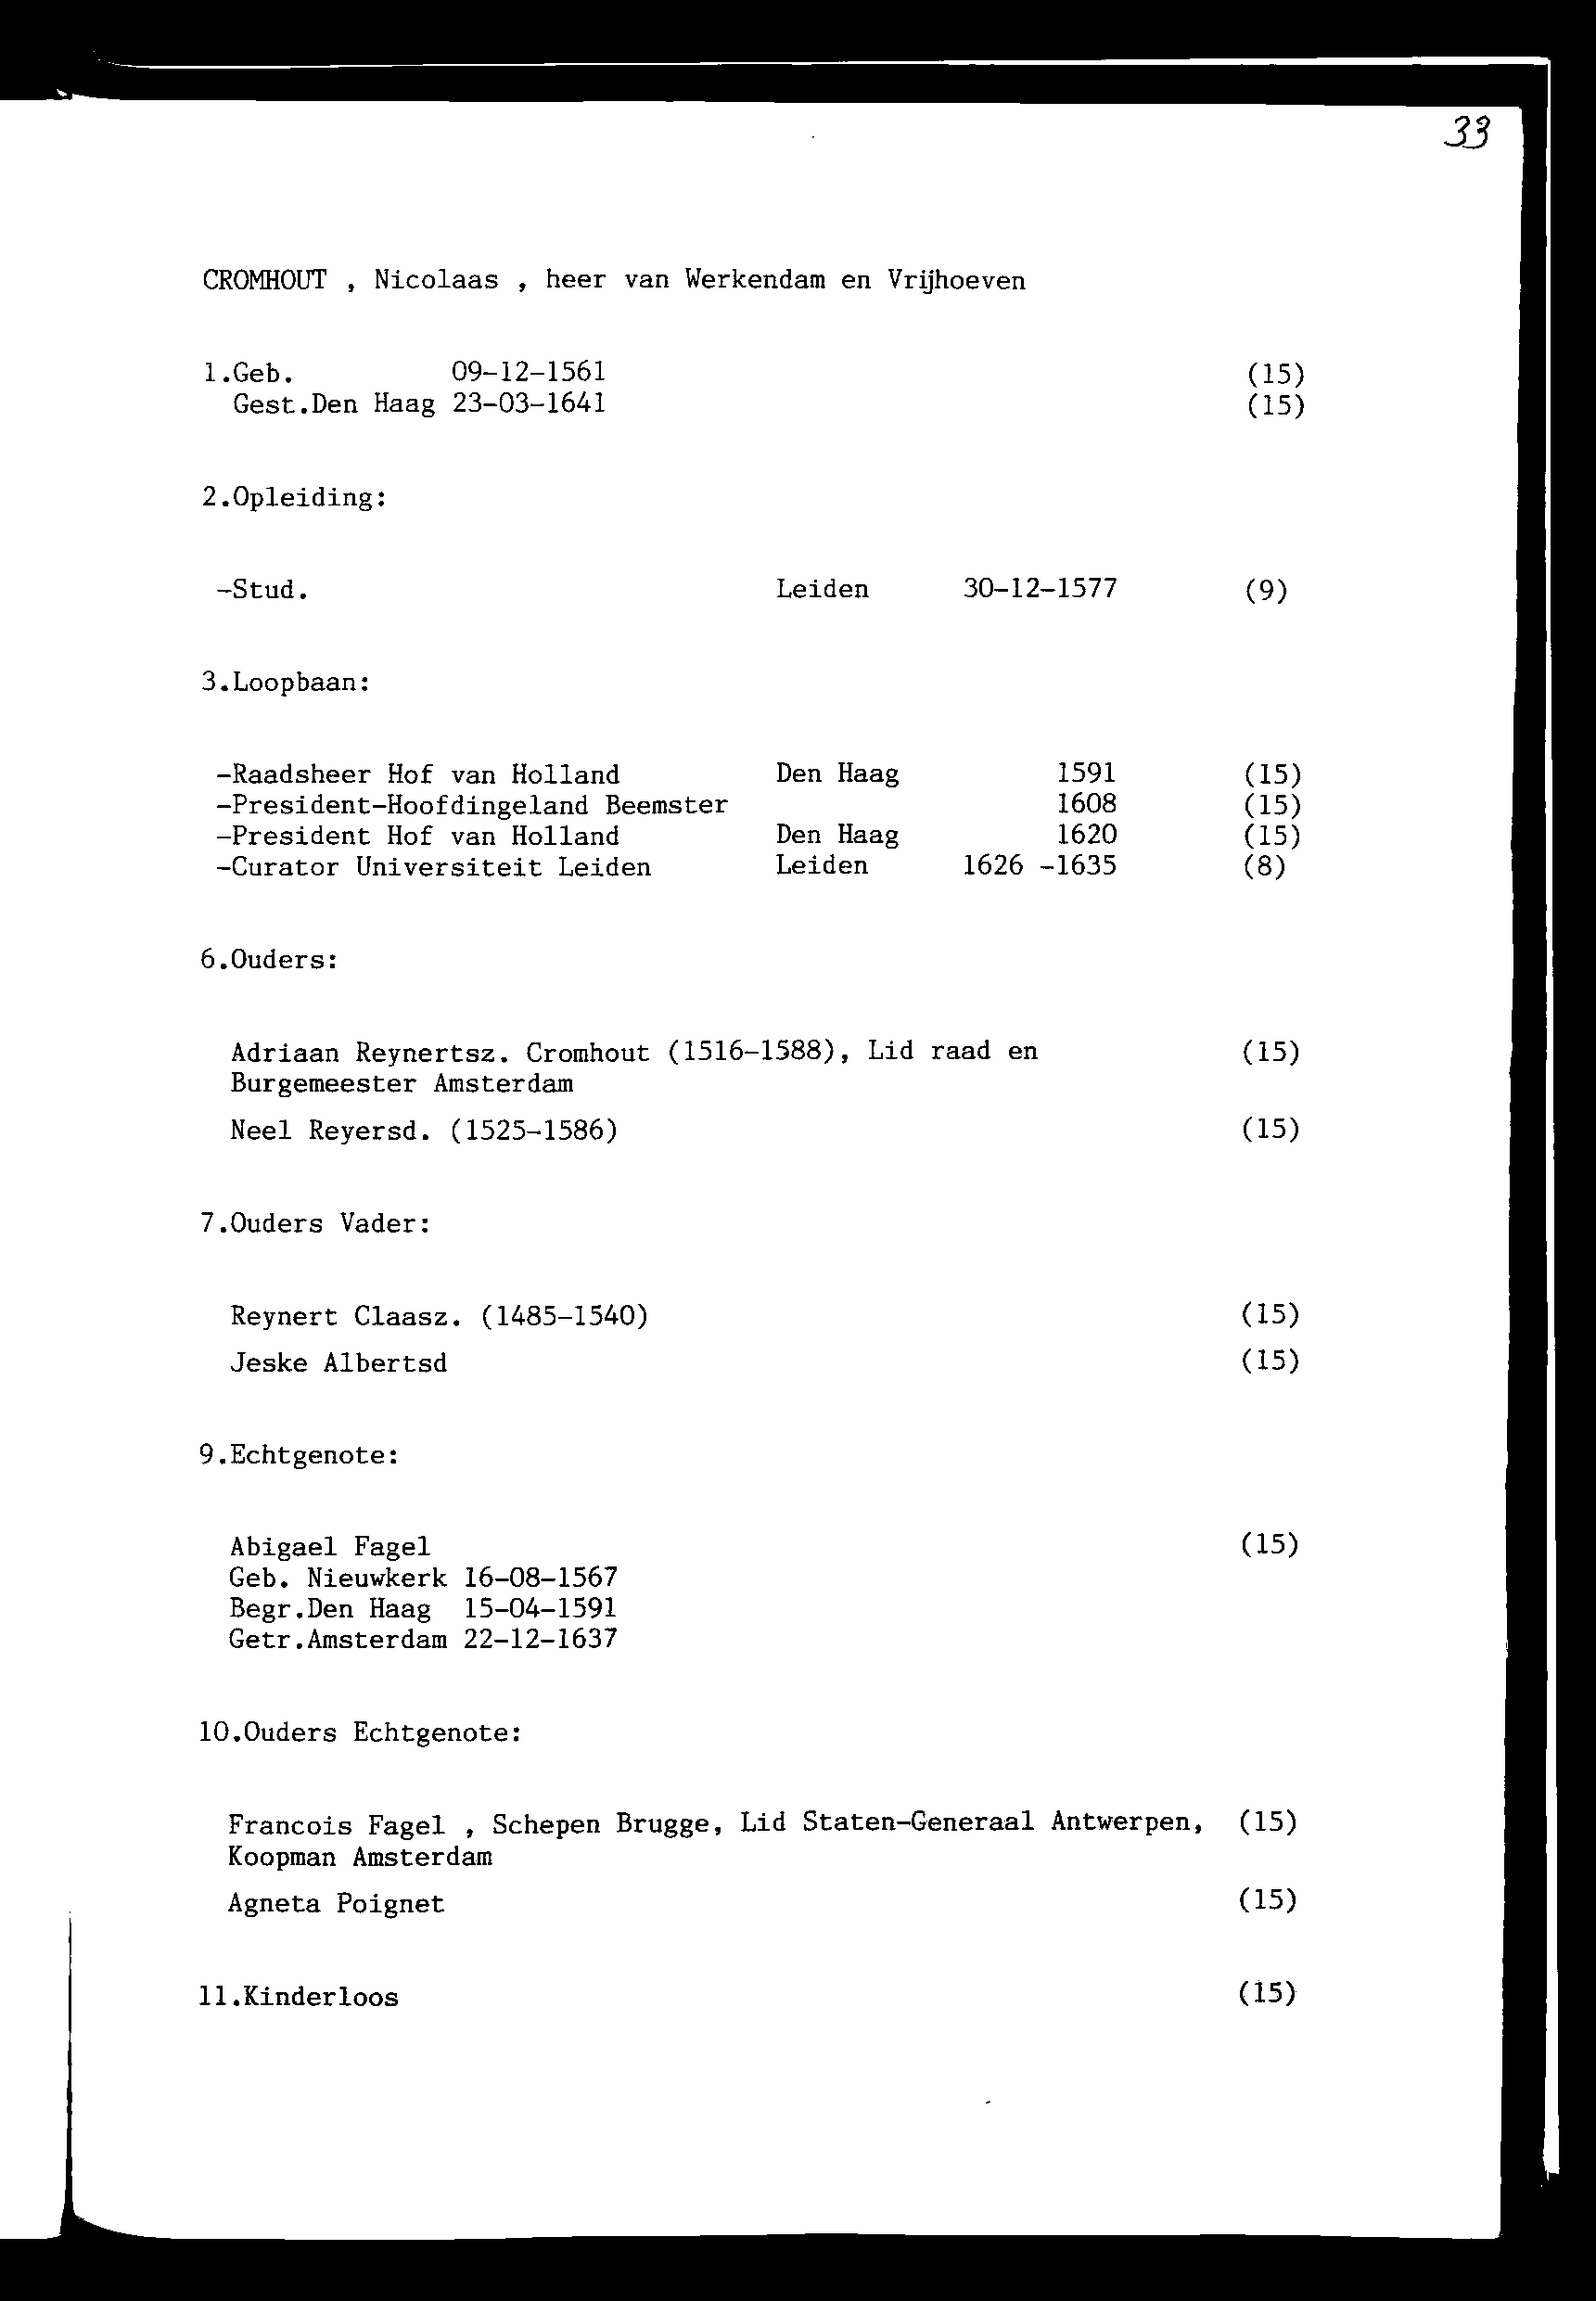 33
CROMHOUT , Nicolaas , heer van Werkendam en Vrijhoeven
1.Geb. 09-12-1561 (15)
Gest.Den Haag 23-03-1641 (15)
2.Opleiding:
-Stud. Leiden 30-12-1577 (9)
3.Loopbaan:
-Raadsheer Hof van Holland Den Haag 1591 (15)
-President-Hoofdingeland Beemster 1608 (15)
-President Hof van Holland Den Haag 1620 (15)
-Curator Universiteit Leiden Leiden 1626 -1635 (8)
6.Ouders:
Adriaan Reynertsz. Cromhout (1516-1588), Lid raad en (15)
Burgemeester Amsterdam
Neel Reyersd. (1525-1586) (15)
7.Ouders Vader:
Reynert Claasz. (1485-1540) (15)
Jeske Albertsd (15)
9.Echtgenote:
Abigael Fagel (15)
Geb. Nieuwkerk 16-08-1567
Begr.Den Haag 15-04-1591
Getr.Amsterdam 22-12-1637
10.Ouders Echtgenote:
Francois Fagel , Schepen Brugge, Lid Staten-Generaal Antwerpen, (15)
Koopman Amsterdam
Agneta Poignet (15)
11.Kinderloos (15)